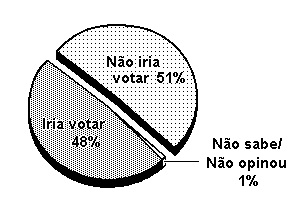 Não iria
votar 51%
Iria votar
48%
Não sabe/
Não opinou
1%